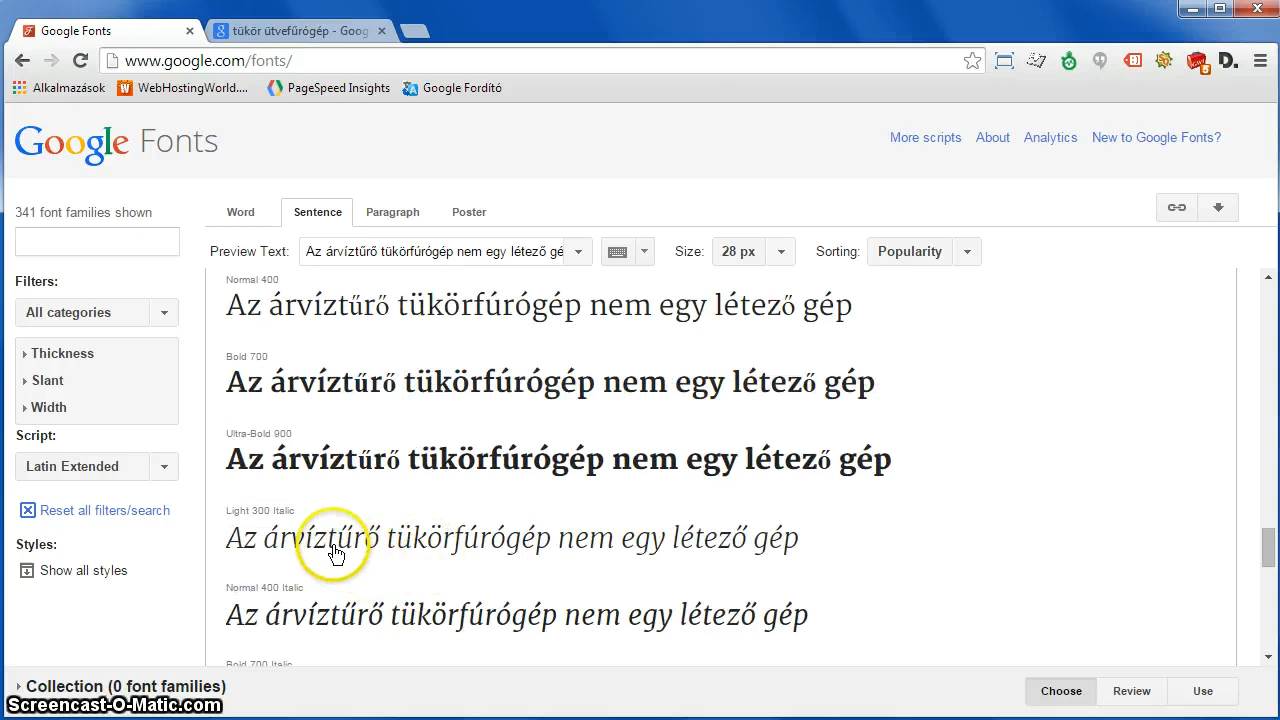 Google Fonts
tükör ütvefűrógép - Goog
www.google.com/fonts/
Alkalmazások
WebHostingWorld....
PageSpeed Insights
Google Fordító
Google Fonts
More scripts
About
Analytics
New to Google Fonts?
341 font families shown
Word
Sentence
Paragraph
Poster
Preview Text:
Az árvíztűrő tükörfúrógép nem egy létező gé
Size:
28 px
Sorting:
Popularity
Filters:
All categories
Thickness
Slant
Width
Script:
Latin Extended
Reset all filters/search
Styles:
Show all styles
Normal 400
Az árvíztűrő tükörfúrógép nem egy létező gép
Bold 700
Az árvíztűrő tükörfúrógép nem egy létező gép
Ultra-Bold 900
Az árvíztűrő tükörfúrógép nem egy létező gép
Light 300 Italic
Az árvíztűrő tükörfúrógép nem egy létező gép
Normal 400 Italic
Az árvíztűrő tükörfúrógép nem egy létező gép
Bold 700 Italic
Collection (0 font families)
Choose
Review
Use
Screencast-O-Matic.com